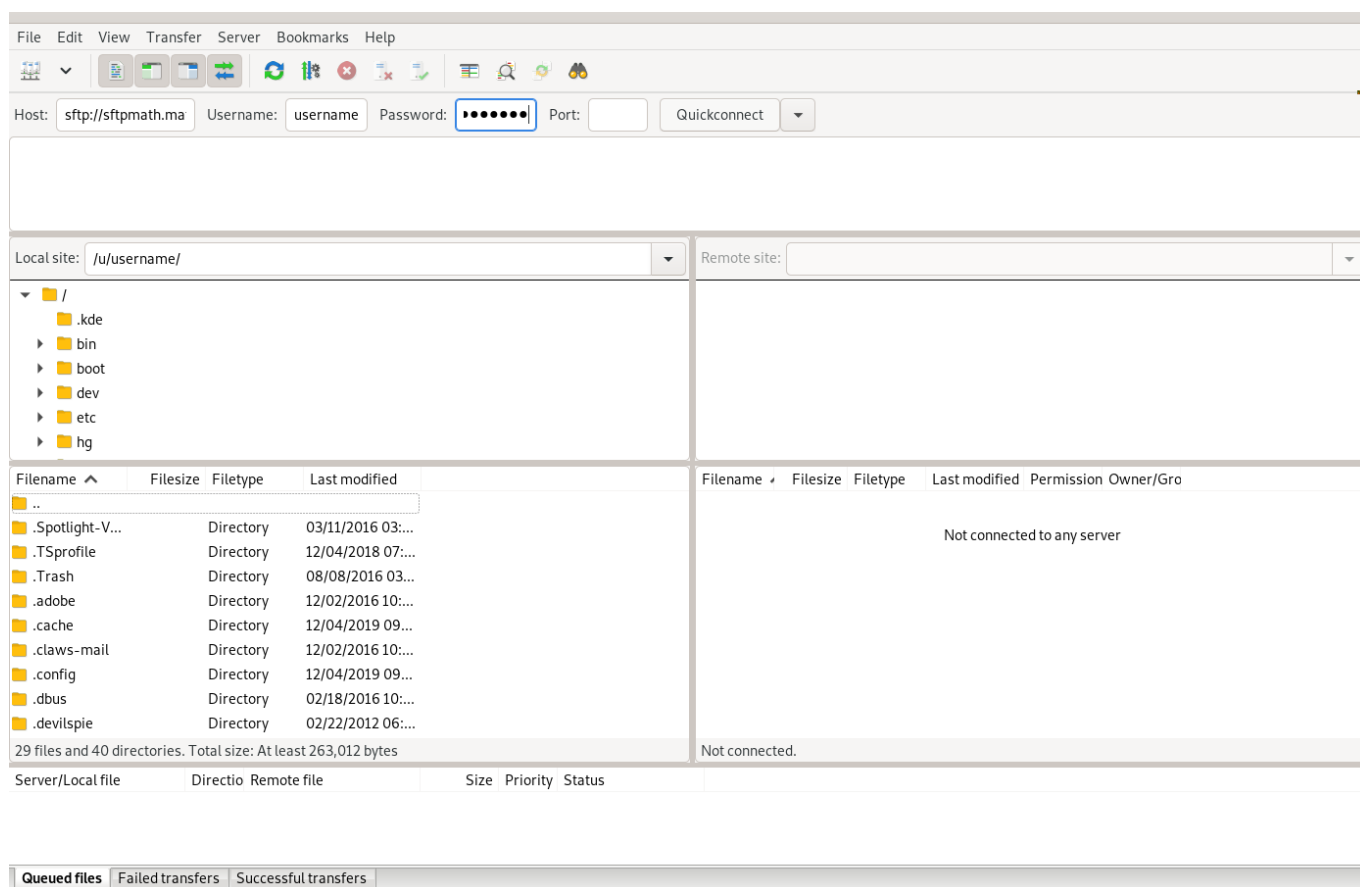 File Edit View Transfer Server Bookmarks Help
Host: sftp://sftpmath.ma Username: username Password: ●●●●●●● Port: Quickconnect
Local site: /u/username/ Remote site:
/
.kde
bin
boot
dev
etc
hg
Filename Filesize Filetype Last modified Filename Filesize Filetype Last modified Permission Owner/Gro
..
.Spotlight-V... Directory 03/11/2016 03:...
Not connected to any server
.TSprofile Directory 12/04/2018 07:...
.Trash Directory 08/08/2016 03...
.adobe Directory 12/02/2016 10:...
.cache Directory 12/04/2019 09...
.claws-mail Directory 12/02/2016 10:...
.config Directory 12/04/2019 09...
.dbus Directory 02/18/2016 10:...
.devilspie Directory 02/22/2012 06:...
29 files and 40 directories. Total size: At least 263,012 bytes Not connected.
Server/Local file Directio Remote file Size Priority Status
Queued files Failed transfers Successful transfers